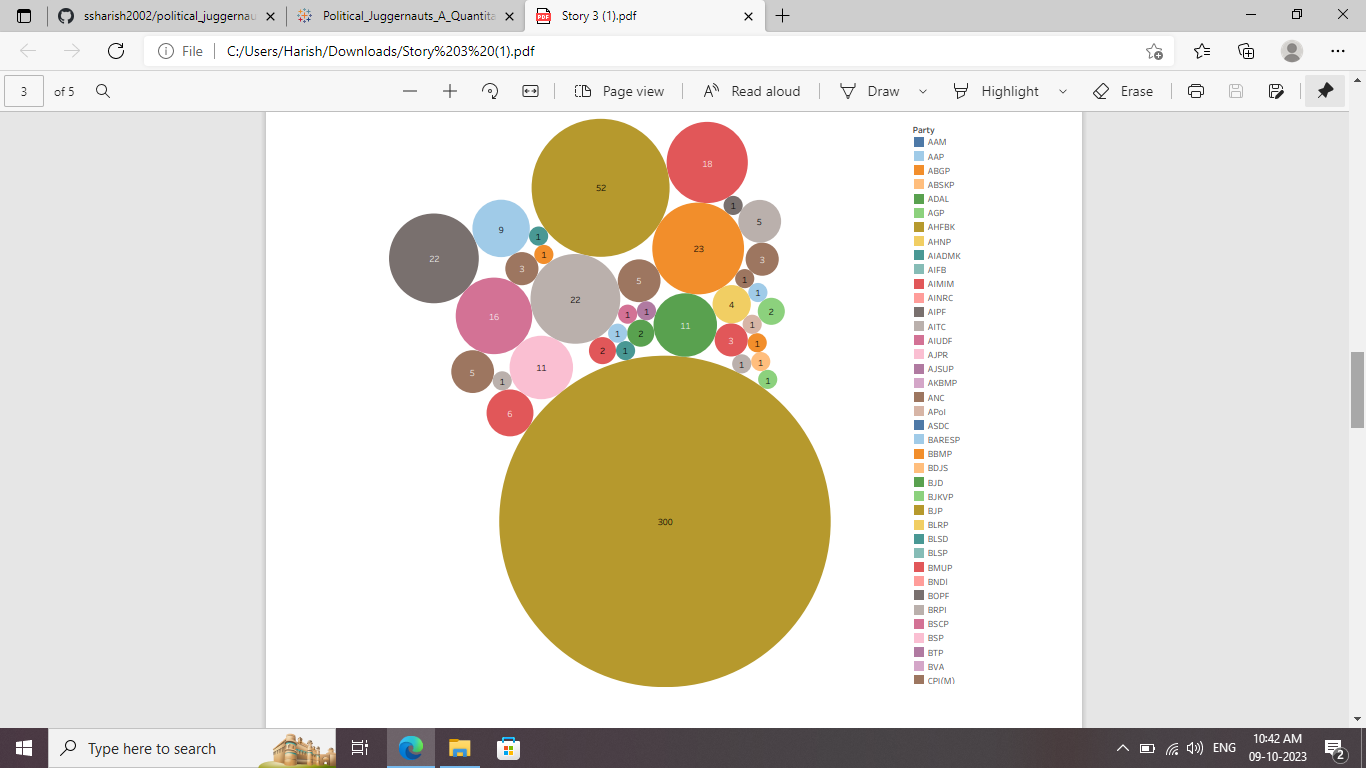 ssharish2002/political_juggernau
Political_Juggernauts_A_Quantita
Story 3 (1).pdf
File
C:/Users/Harish/Downloads/Story%203%20(1).pdf
3
of 5
Page view
Read aloud
Draw
Highlight
Erase
52
18
1
5
9
1
23
22
1
3
3
5
1
22
1
4
2
16
1
1
11
1
1
2
3
1
2
1
1
1
11
5
1
1
6
300
Party
AAM
AAP
ABGP
ABSKP
ADAL
AGP
AHFBK
AHNP
AIADMK
AIFB
AIMIM
AINRC
AIPF
AITC
AIUDF
AJPR
AJSUP
AKBMP
ANC
APoI
ASDC
BARESP
BBMP
BDJS
BJD
BJKVP
BJP
BLRP
BLSD
BLSP
BMUP
BNDI
BOPF
BRPI
BSCP
BSP
BTP
BVA
CPI(M)
Type here to search
ENG
10:42 AM
09-10-2023
2